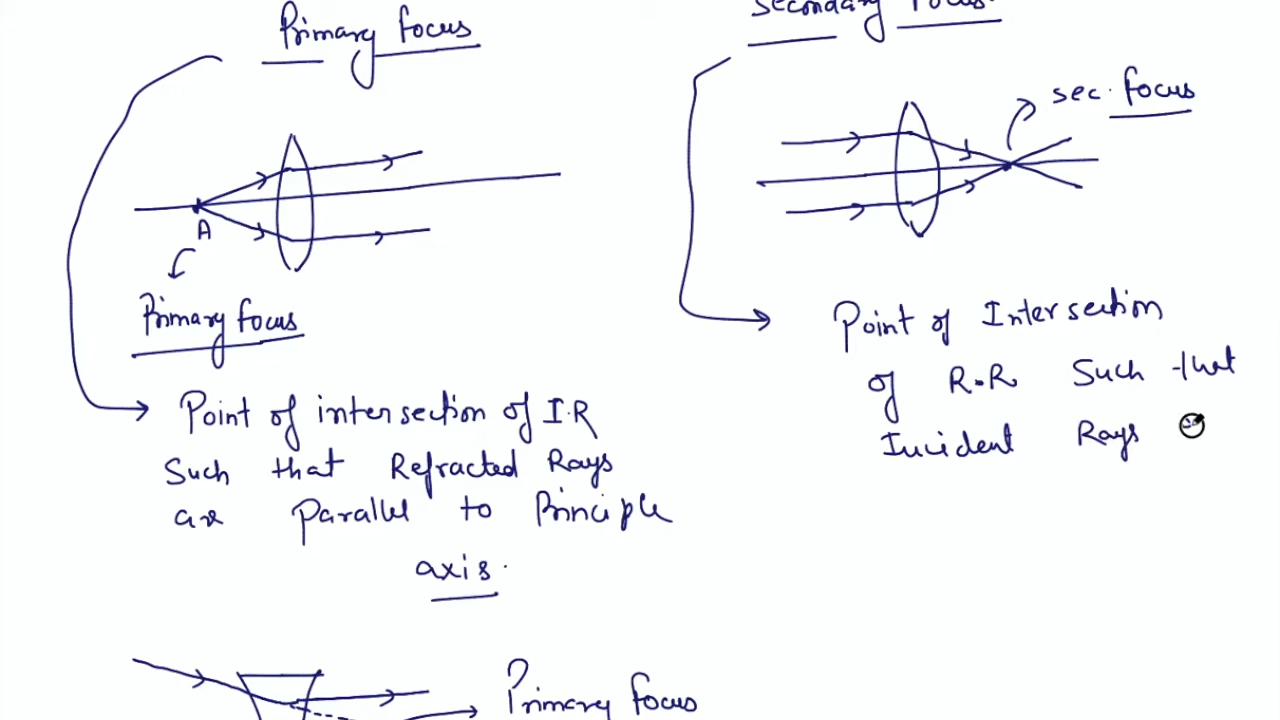 Primary focus
Secondary focus.
sec. focus
A
Primary focus
Point of intersection of I.R
Such that Refracted Rays
are Parallel to Principle
axis.
Point of Intersection
of R.R. Such that
Incident Rays
Primary focus